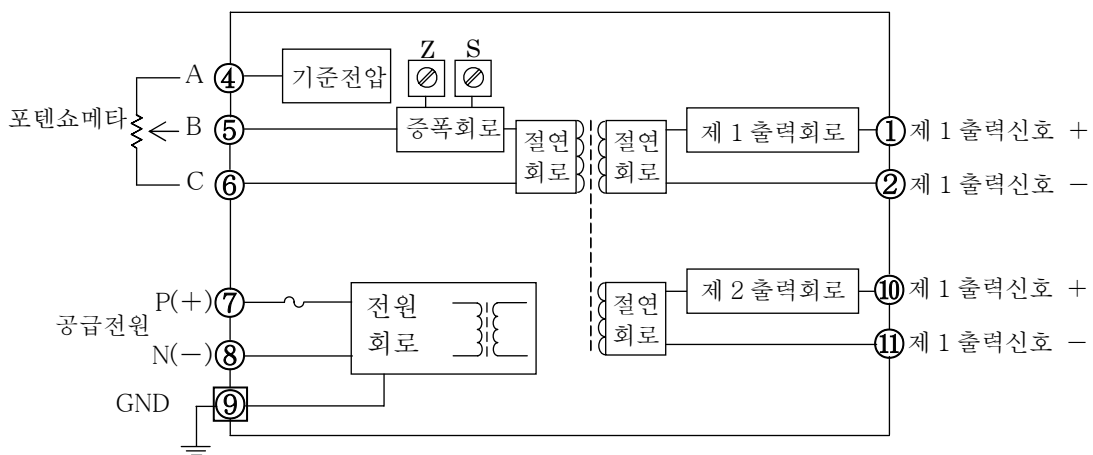 Z S
A ④ 기준전압
포텐쇼메타 B ⑤ 증폭회로
C ⑥
절연
회로
절연
회로
제 1 출력회로 ① 제 1 출력신호 +
② 제 1 출력신호 -
공급전원
P(+) ⑦
N(-) ⑧
전원
회로
GND ⑨
절연
회로
제 2 출력회로 ⑩ 제 1 출력신호 +
⑪ 제 1 출력신호 -